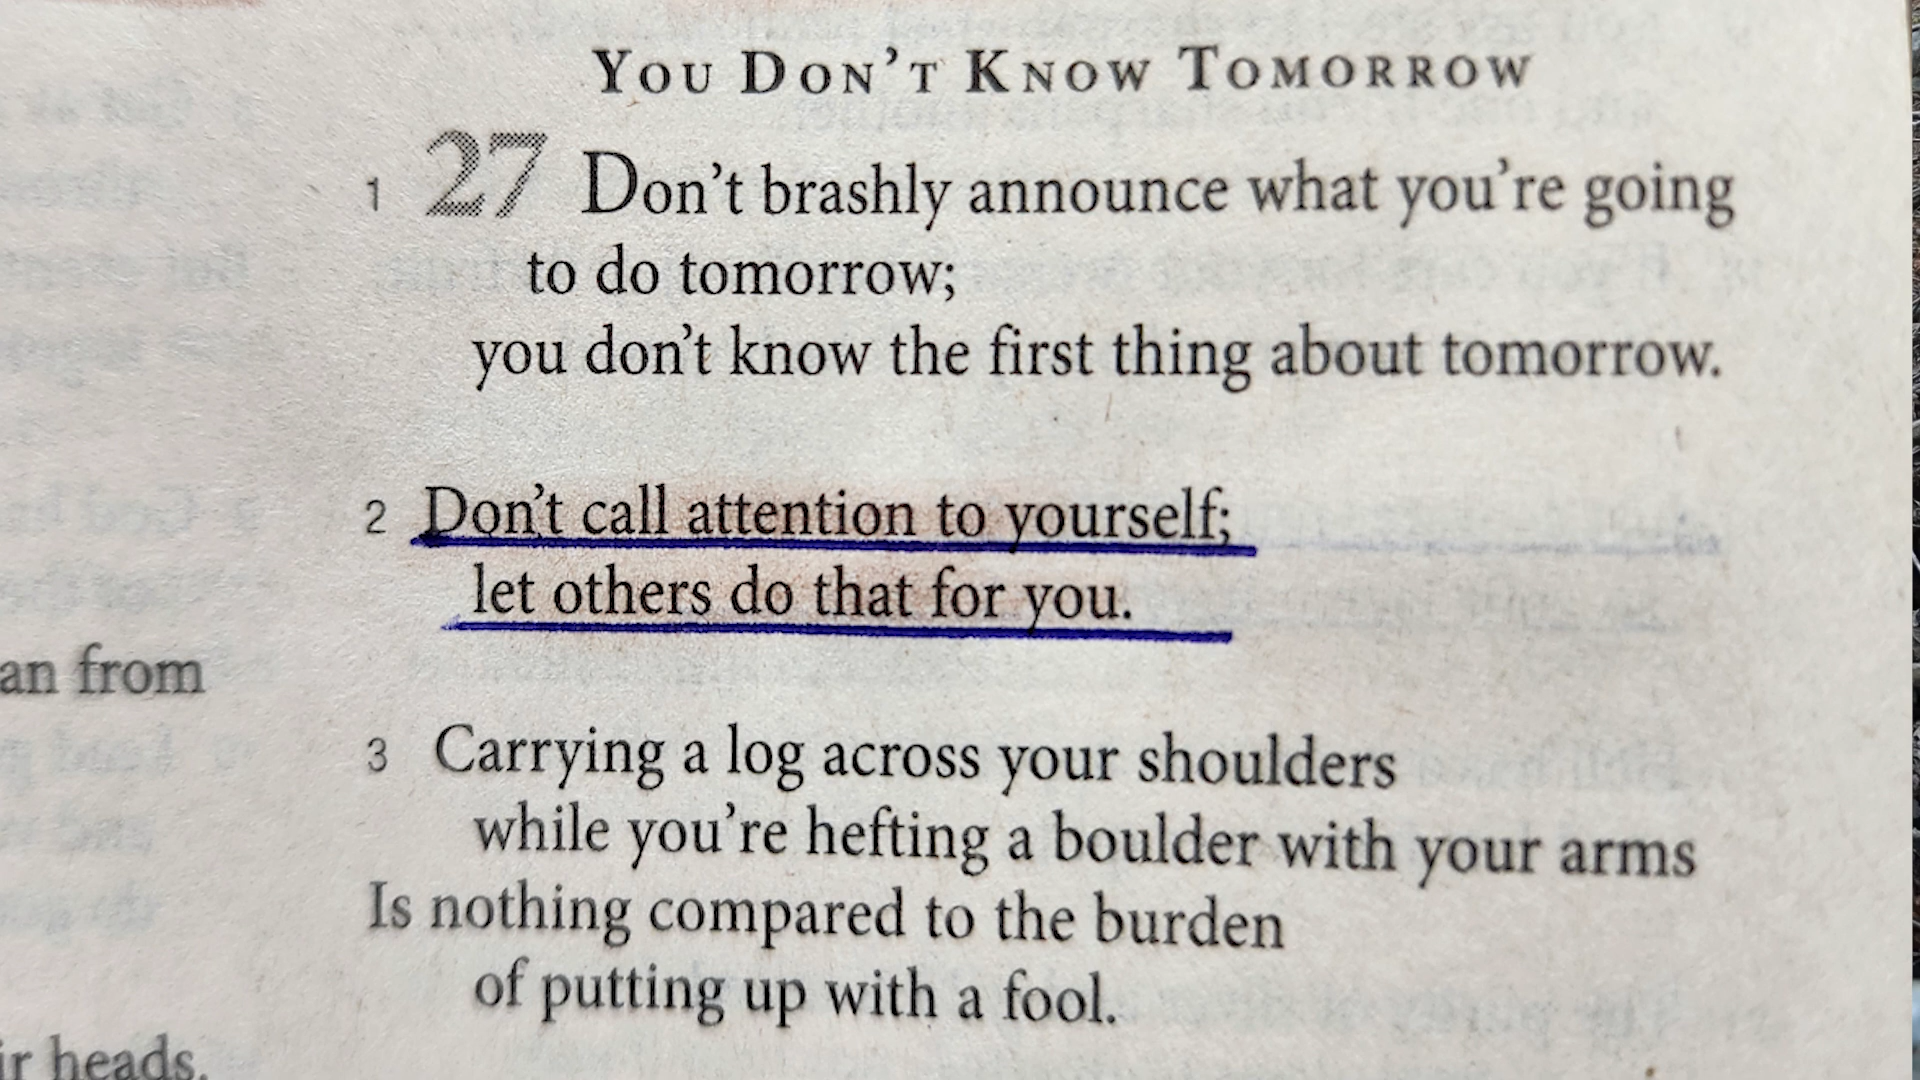 an from
ir heads.
YOU DON'T KNOW TOMORROW
1 27 Don't brashly announce what you're going
to do tomorrow;
you don't know the first thing about tomorrow.
2 Don't call attention to yourself;
let others do that for you.
3 Carrying a log across your shoulders
while you're hefting a boulder with your arms
Is nothing compared to the burden
of putting up with a fool.